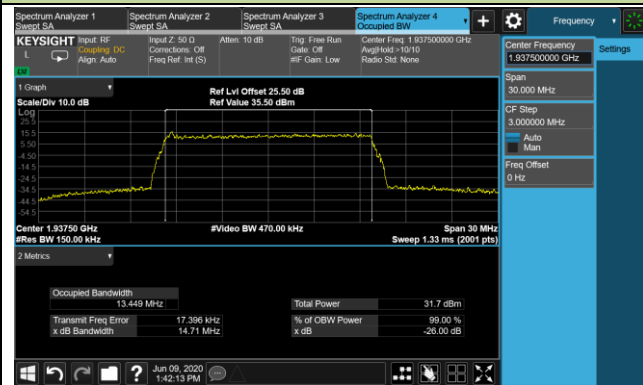 Spectrum Analyzer 1
Swept SA
Spectrum Analyzer 2
Swept SA
Spectrum Analyzer 3
Swept SA
Spectrum Analyzer 4
Occupied BW
+
Frequency
KEYSIGHT
L
LW
Input: RF
Coupling: DC
Align: Auto
Input Z: 50 Ω
Corrections: Off
Freq Ref: Int (S)
Atten: 10 dB
Trig: Free Run
Gate: Off
#IF Gain: Low
Center Freq: 1.937500000 GHz
Avg|Hold:>10/10
Radio Std: None
Center Frequency
1.937500000 GHz
Settings
Span
30.000 MHz
CF Step
3.000000 MHz
Auto
Man
Freq Offset
0 Hz
1 Graph
Scale/Div 10.0 dB
Ref Lvl Offset 25.50 dB
Ref Value 35.50 dBm
Log
25.5
15.5
5.50
-4.50
-14.5
-24.5
-34.5
-44.5
-54.5
Center 1.93750 GHz
#Res BW 150.00 kHz
#Video BW 470.00 kHz
Span 30 MHz
Sweep 1.33 ms (2001 pts)
2 Metrics
Occupied Bandwidth
13.449 MHz
Transmit Freq Error 17.396 kHz
x dB Bandwidth 14.71 MHz
Total Power 31.7 dBm
% of OBW Power 99.00 %
x dB -26.00 dB
?
Jun 09, 2020
1:42:13 PM